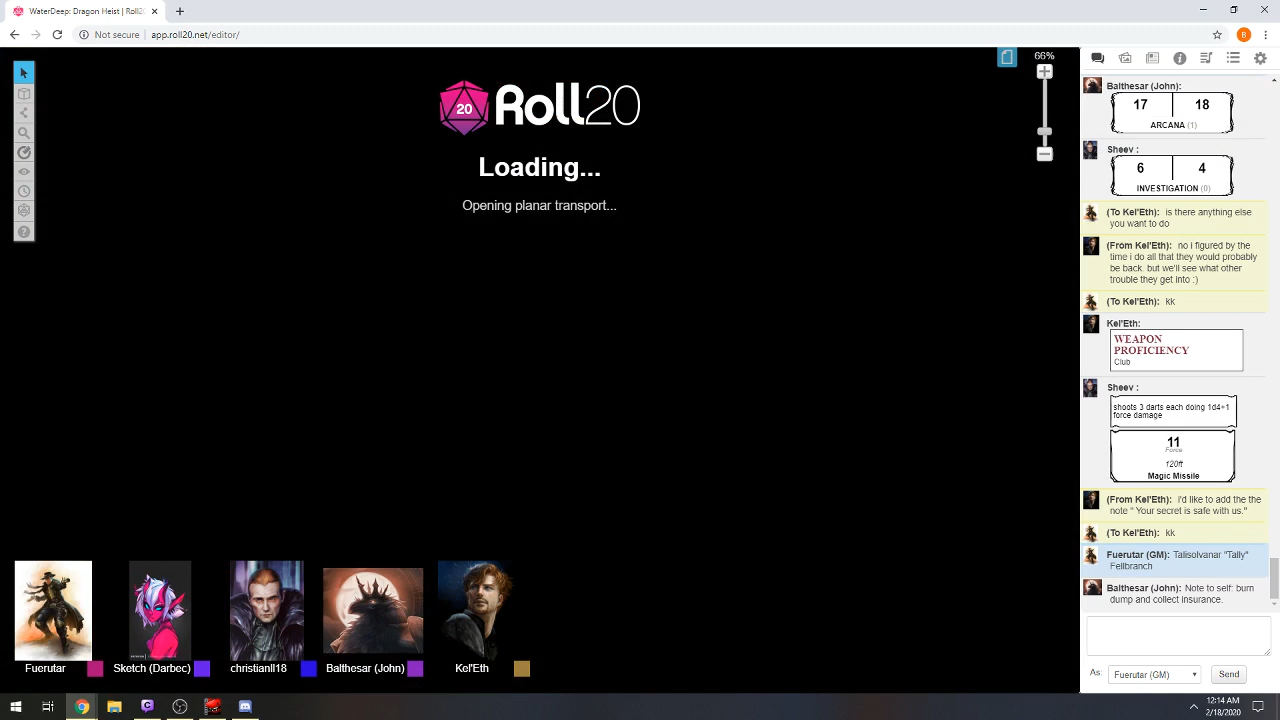 WaterDeep: Dragon Heist | Roll20
Not secure | app.roll20.net/editor/
B
66%
20 Roll20
Loading...
Opening planar transport...
Balthesar (John):
17 18
ARCANA (1)
Sheev :
6 4
INVESTIGATION (0)
(To Kel'Eth): is there anything else
you want to do
(From Kel'Eth): no i figured by the
time i do all that they would probably
be back. but we'll see what other
trouble they get into :)
(To Kel'Eth): kk
Kel'Eth:
WEAPON
PROFICIENCY
Club
Sheev :
shoots 3 darts each doing 1d4+1
force damage
11
Force
120ft
Magic Missile
(From Kel'Eth): I'd like to add the the
note " Your secret is safe with us."
(To Kel'Eth): kk
Fuerutar (GM): Talisolvanar "Tally"
Fellbranch
Balthesar (John): Note to self: burn
dump and collect insurance.
As: Fuerutar (GM) Send
Fuerutar Sketch (Darbec) christianll18 Balthesar (John) Kel'Eth
12:14 AM
2/18/2020